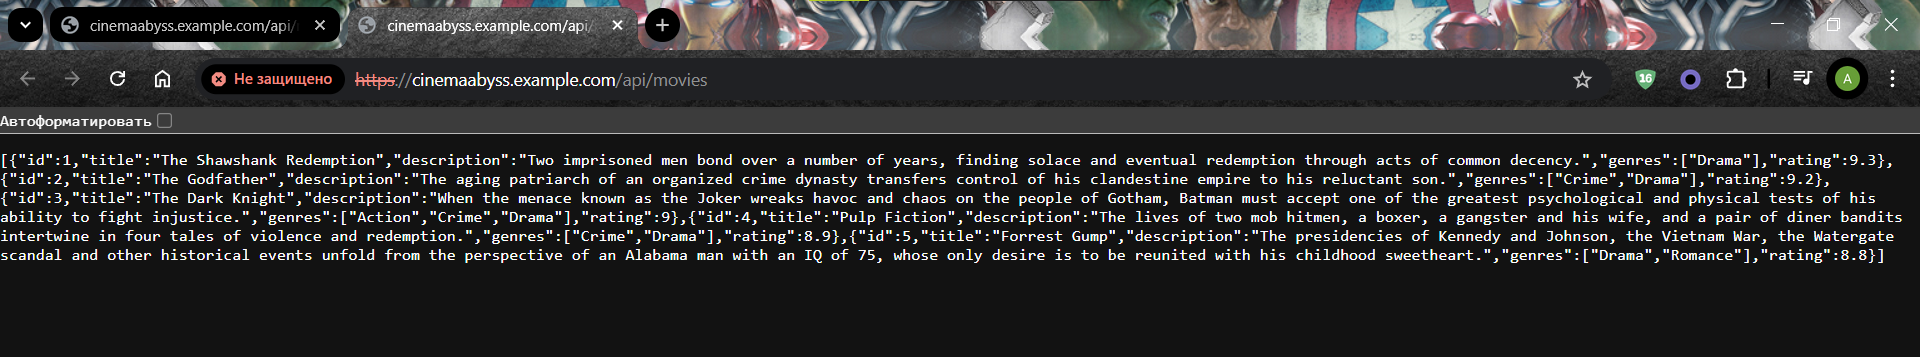 cinemaabyss.example.com/api/
cinemaabyss.example.com/api/
Не защищено
https://cinemaabyss.example.com/api/movies
16
A
Автоформатировать
[{"id":1,"title":"The Shawshank Redemption","description":"Two imprisoned men bond over a number of years, finding solace and eventual redemption through acts of common decency.","genres":["Drama"],"rating":9.3},
{"id":2,"title":"The Godfather","description":"The aging patriarch of an organized crime dynasty transfers control of his clandestine empire to his reluctant son.","genres":["Crime","Drama"],"rating":9.2},
{"id":3,"title":"The Dark Knight","description":"When the menace known as the Joker wreaks havoc and chaos on the people of Gotham, Batman must accept one of the greatest psychological and physical tests of his
ability to fight injustice.","genres":["Action","Crime","Drama"],"rating":9},{"id":4,"title":"Pulp Fiction","description":"The lives of two mob hitmen, a boxer, a gangster and his wife, and a pair of diner bandits
intertwine in four tales of violence and redemption.","genres":["Crime","Drama"],"rating":8.9},{"id":5,"title":"Forrest Gump","description":"The presidencies of Kennedy and Johnson, the Vietnam War, the Watergate
scandal and other historical events unfold from the perspective of an Alabama man with an IQ of 75, whose only desire is to be reunited with his childhood sweetheart.","genres":["Drama","Romance"],"rating":8.8}]